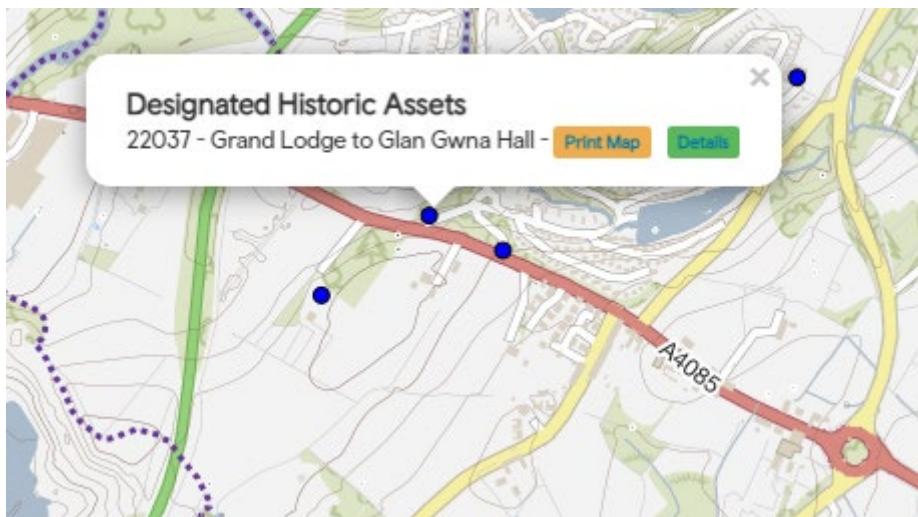 Designated Historic Assets
22037 - Grand Lodge to Glan Gwna Hall - Print Map Details
A4085